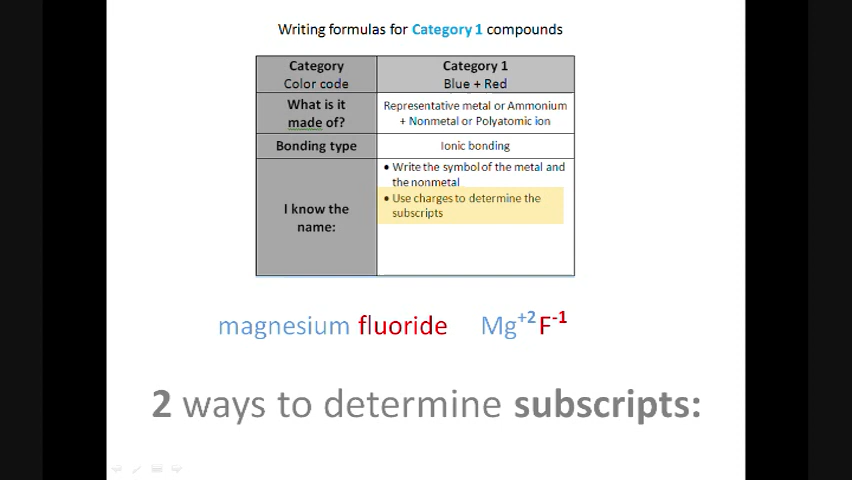 Writing formulas for Category 1 compounds
Category
Color code
Category 1
Blue + Red
What is it
made of?
Representative metal or Ammonium
+ Nonmetal or Polyatomic ion
Bonding type
Ionic bonding
I know the
name:
• Write the symbol of the metal and
the nonmetal
• Use charges to determine the
subscripts
magnesium fluoride Mg⁺²F⁻¹
2 ways to determine subscripts: